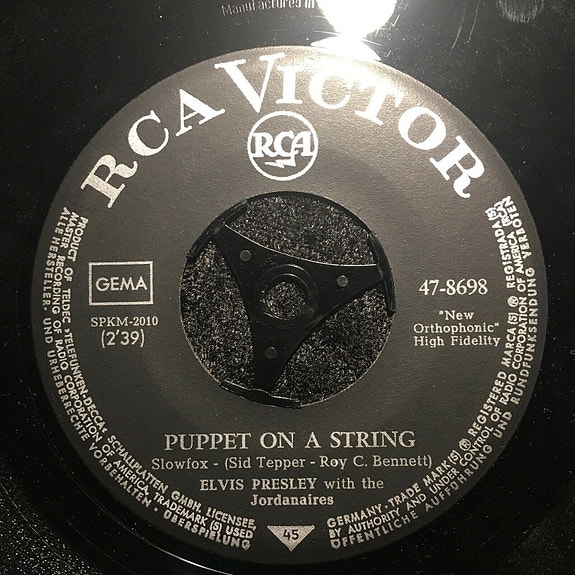 Manufactured in
RCA VICTOR
RCA
GEMA
SPKM-2010
(2'39)
47-8698
"New
Orthophonic"
High Fidelity
PUPPET ON A STRING
Slowfox - (Sid Tepper - Roy C. Bennett)
ELVIS PRESLEY with the
Jordanaires
45
PRODUCT OF TELDEC „TELEFUNKEN-DECCA" SCHALLPLATTEN GMBH. LICENSEE,
MASTER RECORDING OF RADIO CORPORATION OF AMERICA, TRADEMARK (S) USED
ALLE HERSTELLER- UND URHEBERRECHTE VORBEHALTEN · ÜBERSPIELUNG
GERMANY, TRADE MARK (S) ® REGISTERED MARCA (S) ® REGISTRADA (S)
BY AUTHORITY AND UNDER CONTROL OF RADIO CORPORATION OF AMERICA (RCA)
ÖFFENTLICHE AUFFÜHRUNG UND RUNDFUNKSENDUNG VERBOTEN